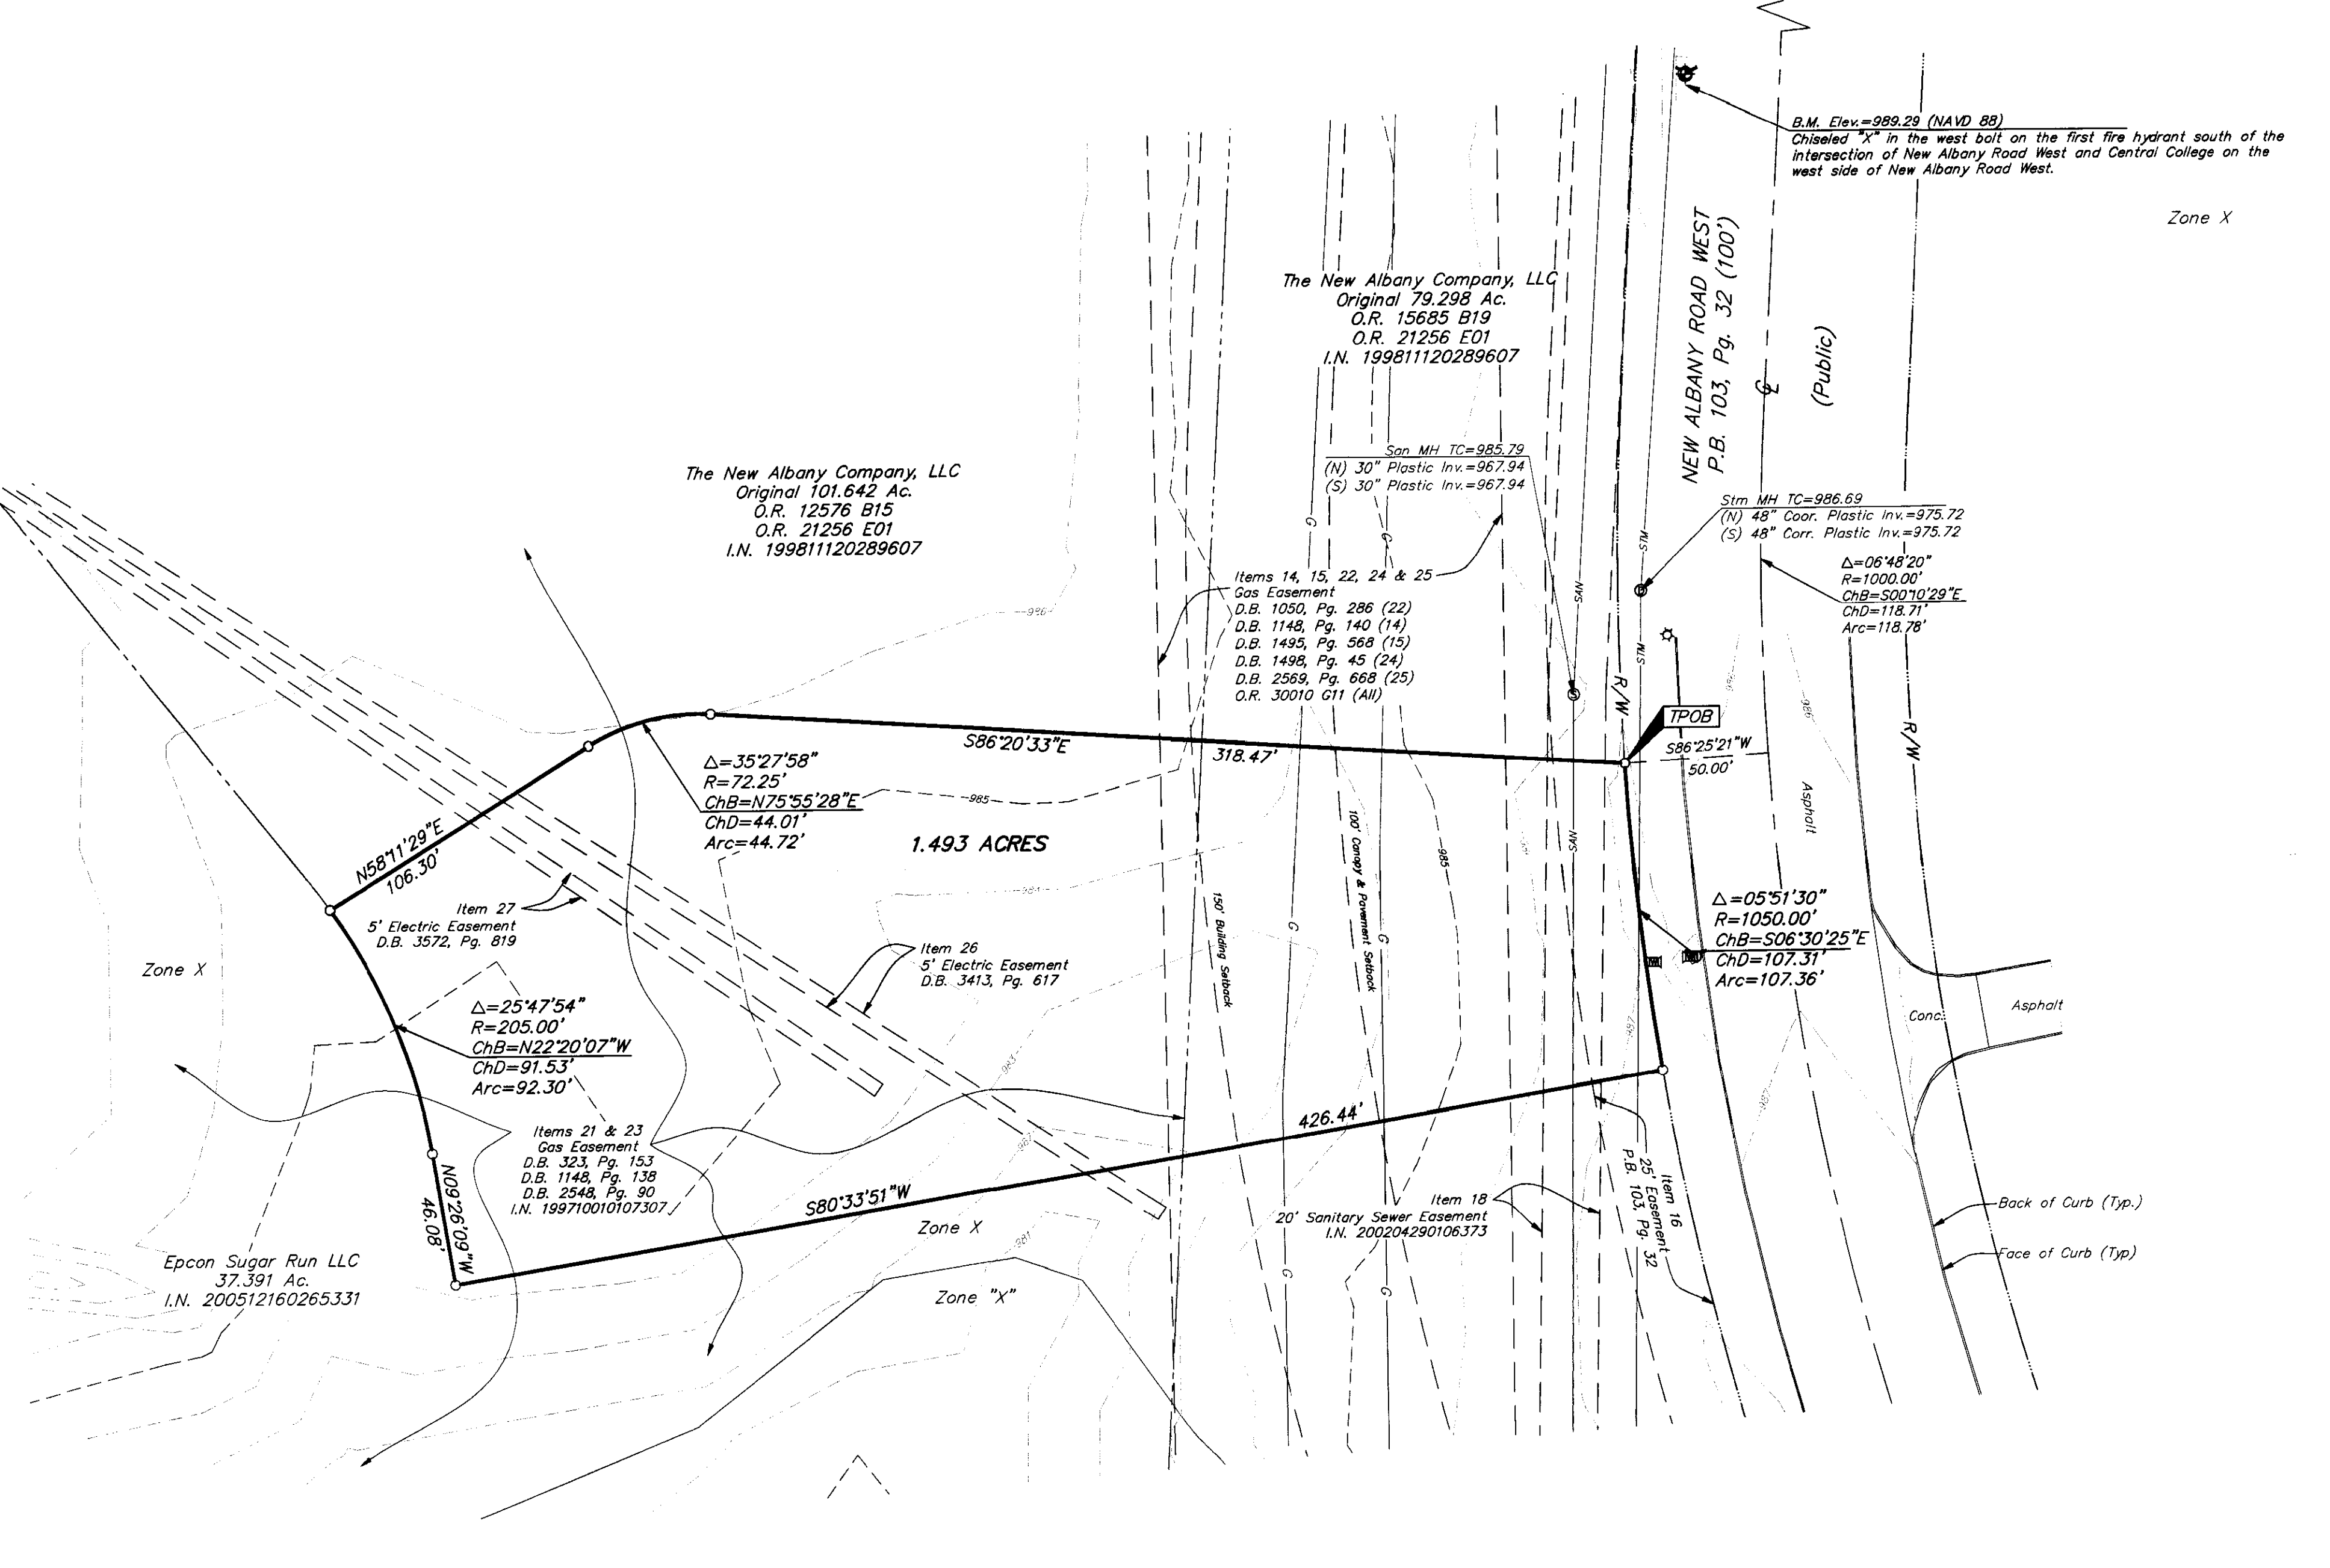 B.M. Elev.=989.29 (NAVD 88)
Chiseled "X" in the west bolt on the first fire hydrant south of the
intersection of New Albany Road West and Central College on the
west side of New Albany Road West.
Zone X
NEW ALBANY ROAD WEST
P.B. 103, Pg. 32 (100')
(Public)
The New Albany Company, LLC
Original 79.298 Ac.
O.R. 15685 B19
O.R. 21256 E01
I.N. 199811120289607
San MH TC=985.79
(N) 30" Plastic Inv.=967.94
(S) 30" Plastic Inv.=967.94
The New Albany Company, LLC
Original 101.642 Ac.
O.R. 12576 B15
O.R. 21256 E01
I.N. 199811120289607
Stm MH TC=986.69
(N) 48" Coor. Plastic Inv.=975.72
(S) 48" Corr. Plastic Inv.=975.72
Δ=06°48'20"
R=1000.00'
ChB=S00°10'29"E
ChD=118.71'
Arc=118.78'
G
G
STM
STM
SAN
SAN
Items 14, 15, 22, 24 & 25
Gas Easement
D.B. 1050, Pg. 286 (22)
D.B. 1148, Pg. 140 (14)
D.B. 1495, Pg. 568 (15)
D.B. 1498, Pg. 45 (24)
D.B. 2569, Pg. 668 (25)
O.R. 30010 G11 (All)
986
986
986
S
R/W
R/W
TPOB
S86°25'21"W
50.00'
S86°20'33"E
318.47'
Asphalt
Δ=35°27'58"
R=72.25'
ChB=N75°55'28"E
ChD=44.01'
Arc=44.72'
985
985
1.493 ACRES
N58°11'29"E
106.30'
984
100' Canopy & Pavement Setback
150' Building Setback
Item 27
5' Electric Easement
D.B. 3572, Pg. 819
Item 26
5' Electric Easement
D.B. 3413, Pg. 617
G
G
Δ=05°51'30"
R=1050.00'
ChB=S06°30'25"E
ChD=107.31'
Arc=107.36'
Zone X
Δ=25°47'54"
R=205.00'
ChB=N22°20'07"W
ChD=91.53'
Arc=92.30'
Conc.
Asphalt
987
987
983
Items 21 & 23
Gas Easement
D.B. 323, Pg. 153
D.B. 1148, Pg. 138
D.B. 2548, Pg. 90
I.N. 199710010107307
426.44'
S80°33'51"W
N09°26'09"W
46.08'
Zone X
981
Item 18
20' Sanitary Sewer Easement
I.N. 200204290106373
Item 16
25' Easement
P.B. 103, Pg. 32
Back of Curb (Typ.)
Face of Curb (Typ)
Epcon Sugar Run LLC
37.391 Ac.
I.N. 200512160265331
Zone "X"
G
G